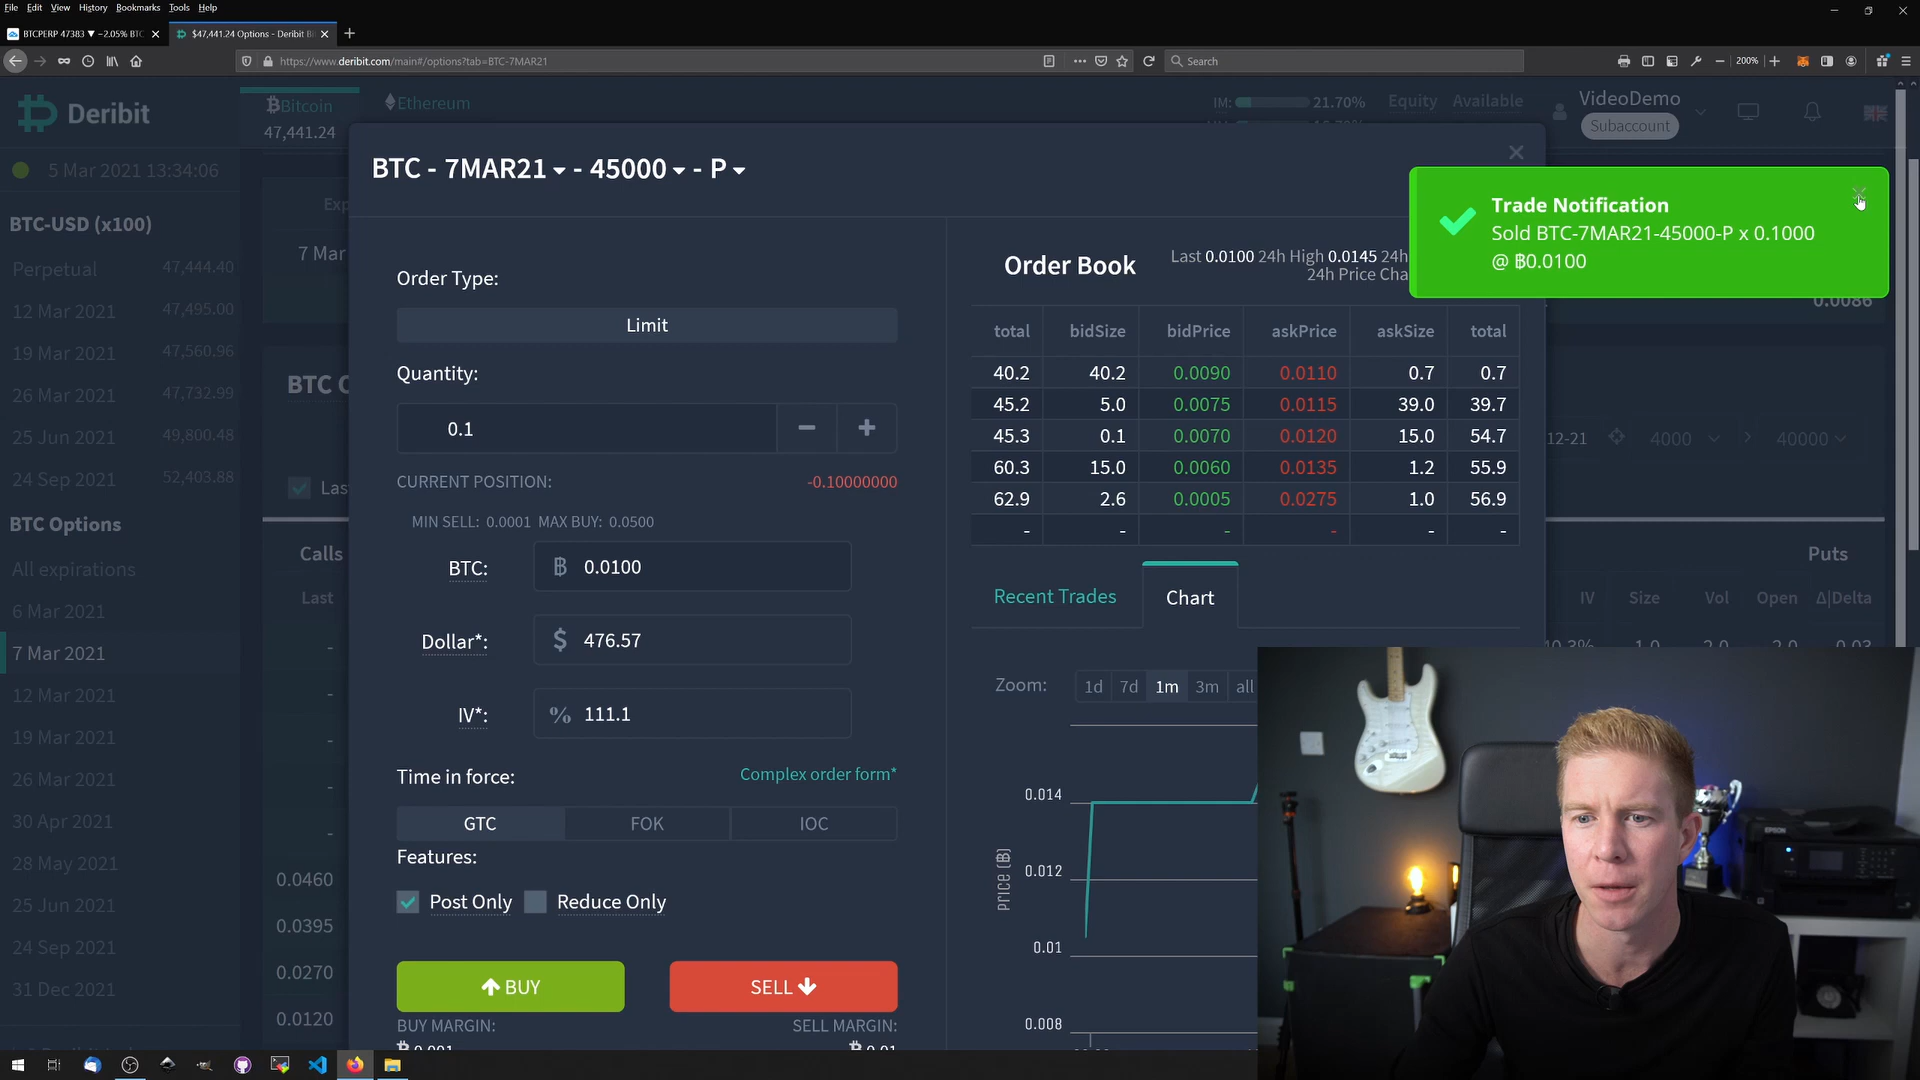 File Edit View History Bookmarks Tools Help
BTCPERP 47383 ▼ −2.05% BTC
$47,441.24 Options - Deribit Bi
https://www.deribit.com/main#/options?tab=BTC-7MAR21
Search
200%
Deribit
Bitcoin
47,441.24
Ethereum
IM: 21.70%
Equity Available
VideoDemo
Subaccount
5 Mar 2021 13:34:06
BTC-USD (x100)
Perpetual 47,444.40
12 Mar 2021 47,495.00
19 Mar 2021 47,560.96
26 Mar 2021 47,732.99
25 Jun 2021 49,800.48
24 Sep 2021 52,403.88
BTC Options
All expirations
6 Mar 2021
7 Mar 2021
12 Mar 2021
19 Mar 2021
26 Mar 2021
30 Apr 2021
28 May 2021
25 Jun 2021
24 Sep 2021
31 Dec 2021
Exp
7 Mar
BTC O
Las
Calls
Last
-
-
-
-
0.0460
0.0395
0.0270
0.0120
BTC - 7MAR21 - 45000 - P
Order Type:
Limit
Quantity:
0.1
CURRENT POSITION: -0.10000000
MIN SELL: 0.0001 MAX BUY: 0.0500
BTC: ฿ 0.0100
Dollar*: $ 476.57
IV*: % 111.1
Time in force: Complex order form*
GTC FOK IOC
Features:
Post Only Reduce Only
BUY SELL
BUY MARGIN: SELL MARGIN:
Order Book
Last 0.0100 24h High 0.0145 24h
24h Price Cha
total bidSize bidPrice askPrice askSize total
40.2 40.2 0.0090 0.0110 0.7 0.7
45.2 5.0 0.0075 0.0115 39.0 39.7
45.3 0.1 0.0070 0.0120 15.0 54.7
60.3 15.0 0.0060 0.0135 1.2 55.9
62.9 2.6 0.0005 0.0275 1.0 56.9
- - - - - -
Recent Trades Chart
Zoom: 1d 7d 1m 3m all
Price (฿)
0.014
0.012
0.01
0.008
Trade Notification
Sold BTC-7MAR21-45000-P x 0.1000
@ ฿0.0100
0.0086
12-21 4000 40000
Puts
IV Size Vol Open Δ|Delta
EPSON